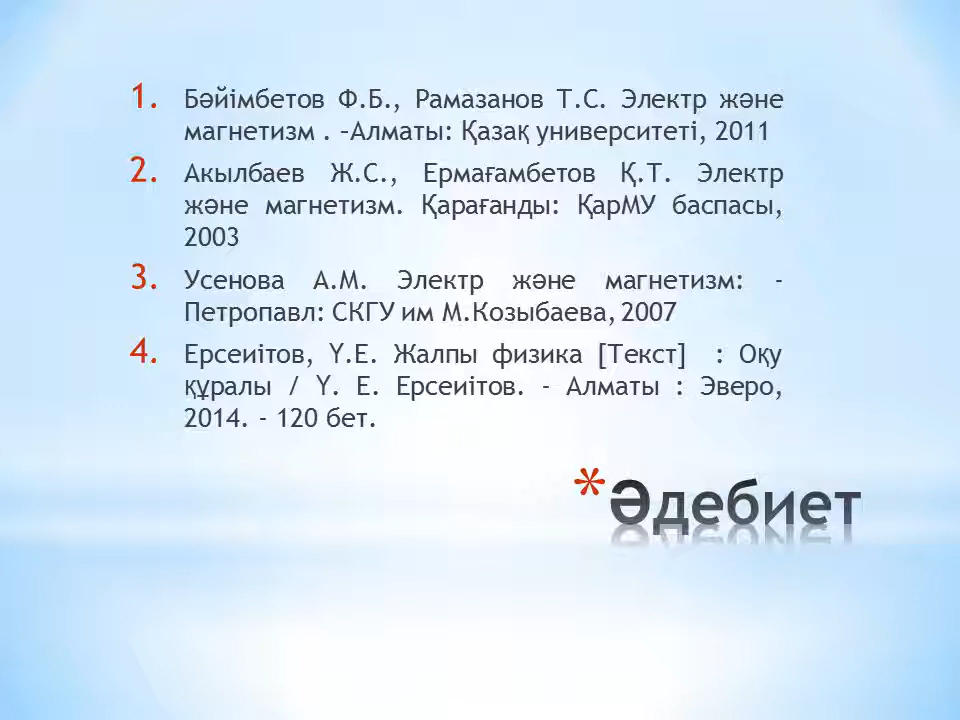 1. Бәйімбетов Ф.Б., Рамазанов Т.С. Электр және
магнетизм . –Алматы: Қазақ университеті, 2011
2. Акылбаев Ж.С., Ермағамбетов Қ.Т. Электр
және магнетизм. Қарағанды: ҚарМУ баспасы,
2003
3. Усенова А.М. Электр және магнетизм: -
Петропавл: СКГУ им М.Козыбаева, 2007
4. Ерсеиітов, Ү.Е. Жалпы физика [Текст] : Оқу
құралы / Ү. Е. Ерсеиітов. - Алматы : Эверо,
2014. - 120 бет.
*Әдебиет